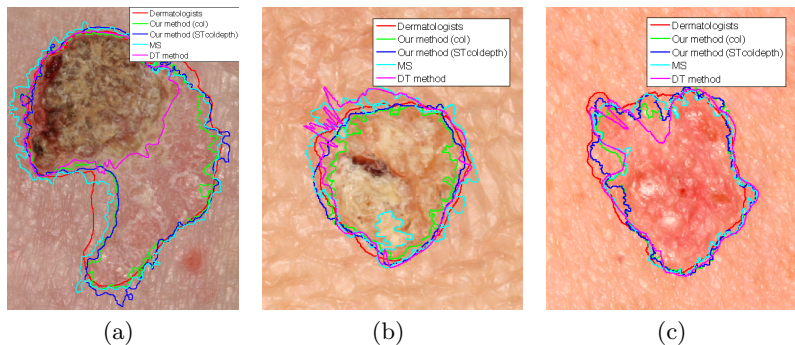 Dermatologists
Our method (col)
Our method (STcoldepth)
MS
DT method
Dermatologists
Our method (col)
Our method (STcoldepth)
MS
DT method
Dermatologists
Our method (col)
Our method (STcoldepth)
MS
DT method
(a)
(b)
(c)